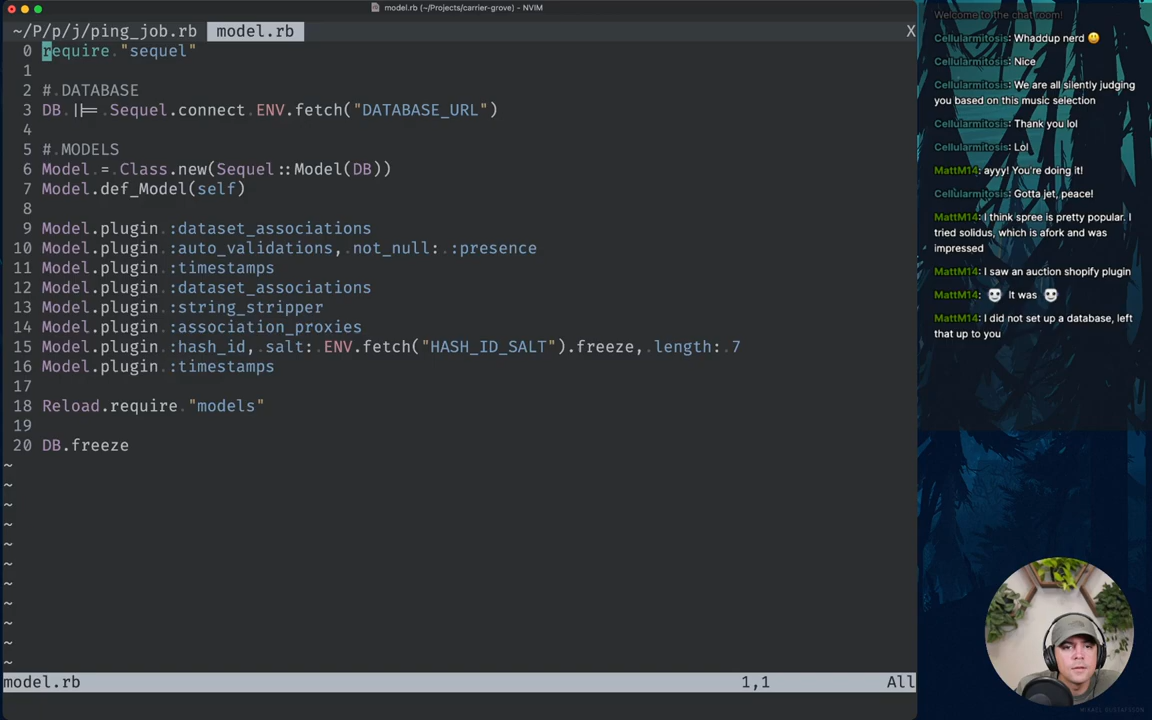 model.rb (~/Projects/carrier-grove) - NVIM
~/P/p/j/ping_job.rb model.rb X
0 require "sequel"
1
2 # DATABASE
3 DB ||= Sequel.connect ENV.fetch("DATABASE_URL")
4
5 # MODELS
6 Model = Class.new(Sequel::Model(DB))
7 Model.def_Model(self)
8
9 Model.plugin :dataset_associations
10 Model.plugin :auto_validations, not_null: :presence
11 Model.plugin :timestamps
12 Model.plugin :dataset_associations
13 Model.plugin :string_stripper
14 Model.plugin :association_proxies
15 Model.plugin :hash_id, salt: ENV.fetch("HASH_ID_SALT").freeze, length: 7
16 Model.plugin :timestamps
17
18 Reload.require "models"
19
20 DB.freeze
~
~
~
~
~
~
~
~
~
~
~
model.rb 1,1 All
Welcome to the chat room!
Cellularmitosis: Whaddup nerd 😃
Cellularmitosis: Nice
Cellularmitosis: We are all silently judging
you based on this music selection
Cellularmitosis: Thank you lol
Cellularmitosis: Lol
MattM14: ayyy! You're doing it!
Cellularmitosis: Gotta jet, peace!
MattM14: I think spree is pretty popular. I
tried solidus, which is afork and was
impressed
MattM14: I saw an auction shopify plugin
MattM14: 💀 It was 💀
MattM14: I did not set up a database, left
that up to you
MIKAEL GUSTAFSSON